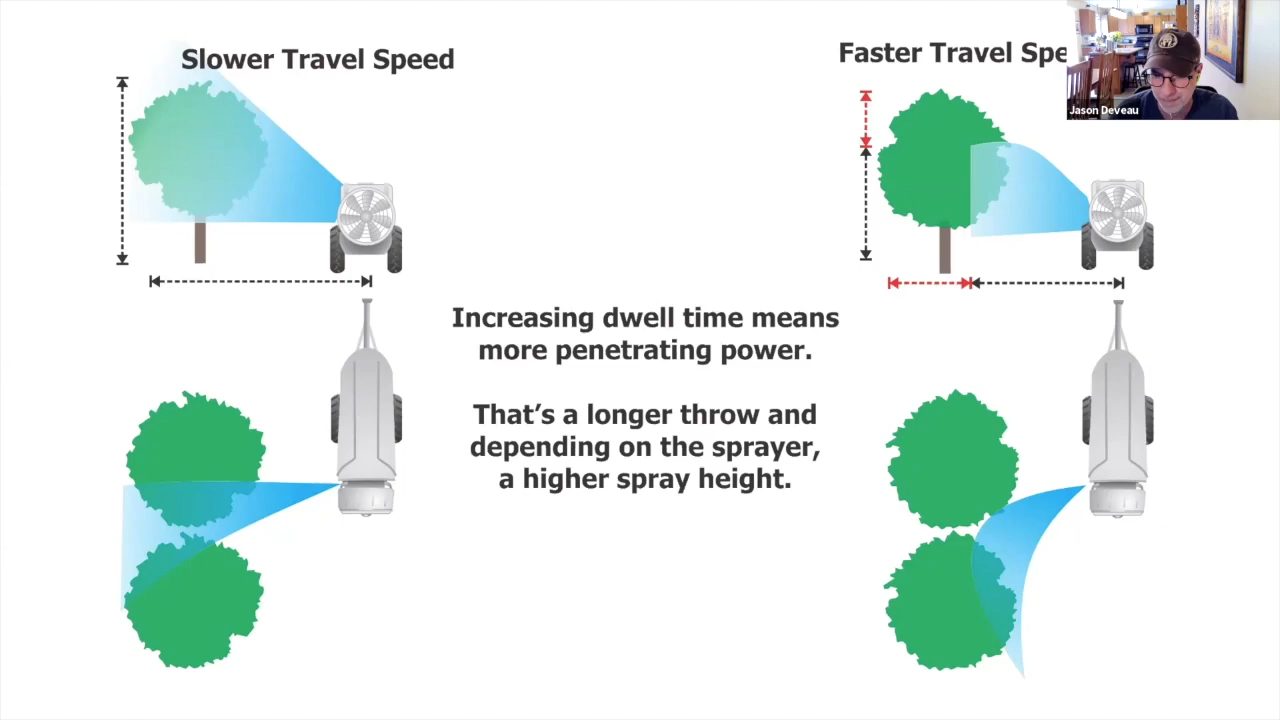 Slower Travel Speed
Faster Travel Spe
Jason Deveau
Increasing dwell time means
more penetrating power.
That's a longer throw and
depending on the sprayer,
a higher spray height.